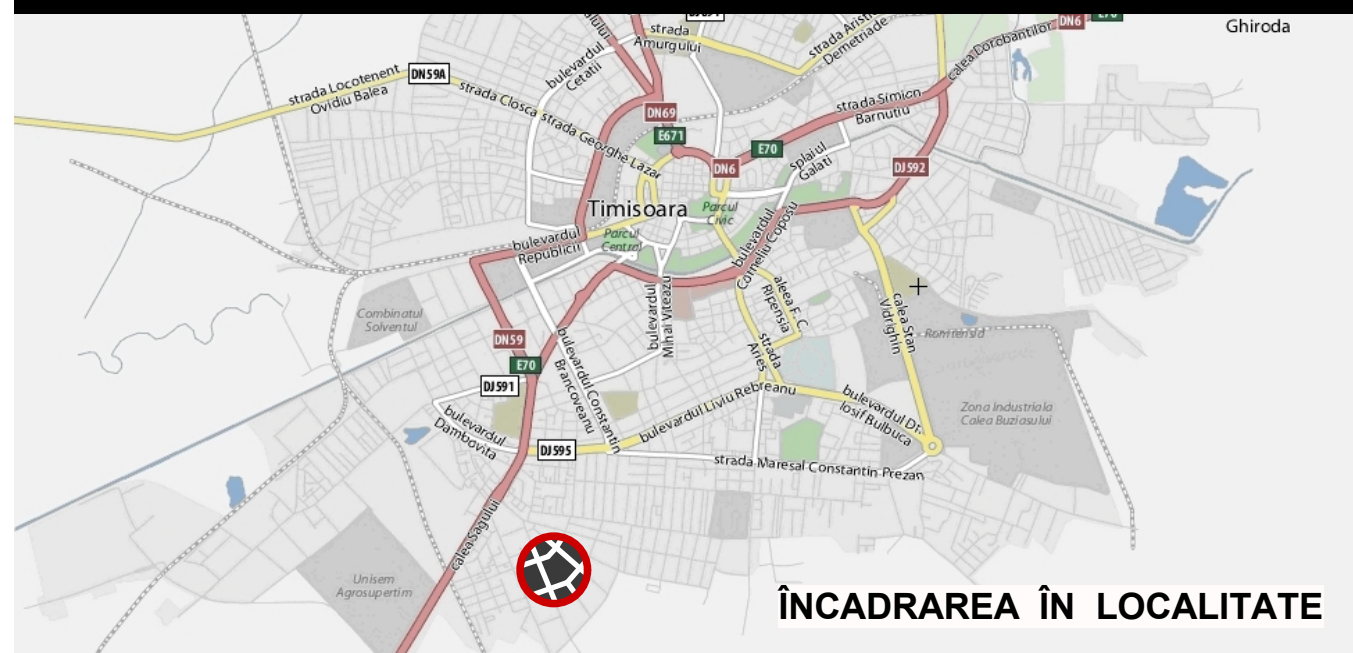 DN6
Ghiroda
strada
Amurgului
strada Aristi
Demetriade
calea Dorobantilor
bulevardul
Cetatii
DN59A
strada Locotenent
Ovidiu Balea
strada Closca
strada Gheorghe Lazar
DN69
E671
E70
DN6
strada Simion
Barnutiu
splaiul
Galati
DJ592
Timisoara
Parcul
Civic
Parcul
Central
bulevardul
Republicii
bulevardul
Corneliu Coposu
bulevardul
Mihai Viteazu
aleea F. C.
Ripensia
calea Stan
Vidrighin
Romtensid
Combinatul
Solventul
DN59
E70
DJ591
strada
Aries
bulevardul Constantin
Brancoveanu
bulevardul Liviu Rebreanu
bulevardul Dr.
Iosif Bulbuca
Zona Industriala
Calea Buziasului
bulevardul
Dambovita
DJ595
strada Maresal Constantin Prezan
calea Sagului
Unisem
Agrosupertim
ÎNCADRAREA ÎN LOCALITATE